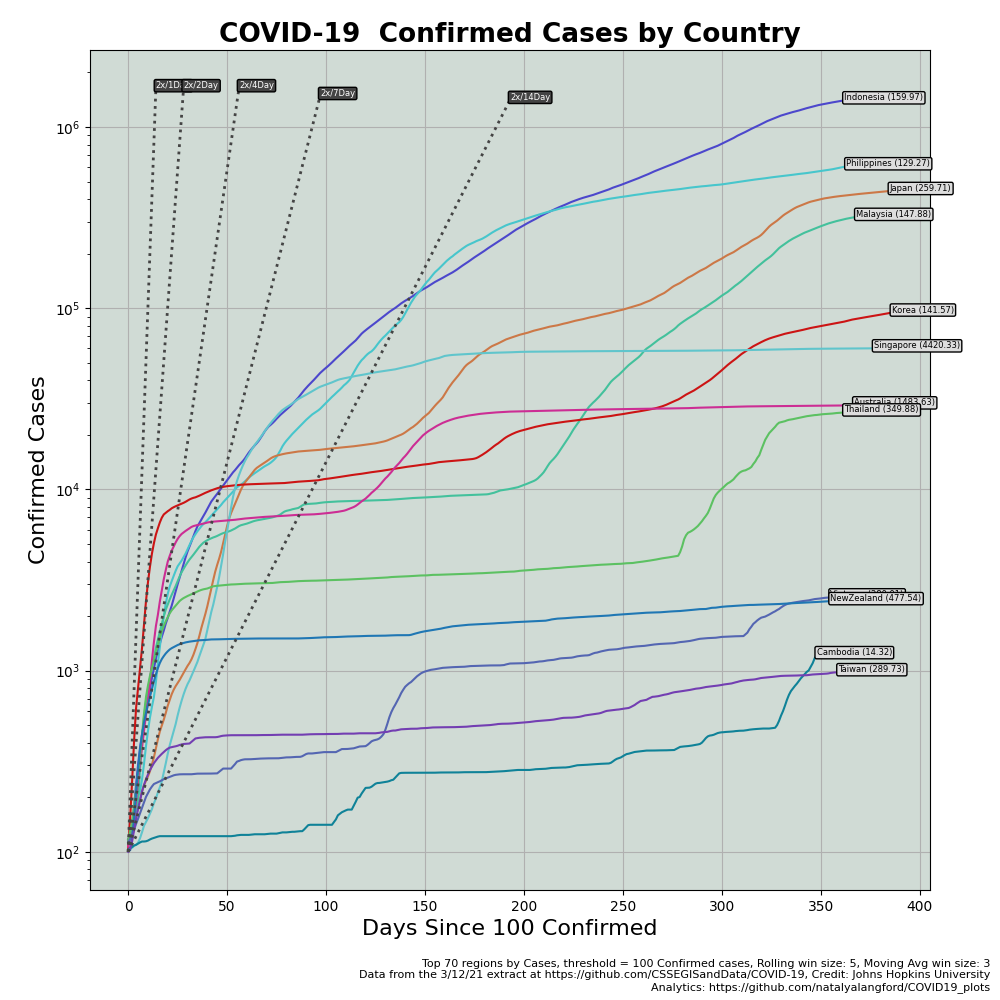 COVID-19  Confirmed Cases by Country
2x/2Day
2x/4Day
2x/7Day
2x/14Day
Indonesia (159.97)
Philippines (129.27)
Japan (259.71)
Malaysia (147.88)
Korea (141.57)
Singapore (4420.33)
Australia (1483.63)
Thailand (349.88)
NewZealand (477.54)
Cambodia (14.32)
Taiwan (289.73)
Confirmed Cases
10^6
10^5
10^4
10^3
10^2
0 50 100 150 200 250 300 350 400
Days Since 100 Confirmed
Top 70 regions by Cases, threshold = 100 Confirmed cases, Rolling win size: 5, Moving Avg win size: 3
Data from the 3/12/21 extract at https://github.com/CSSEGISandData/COVID-19, Credit: Johns Hopkins University
Analytics: https://github.com/natalyalangford/COVID19_plots